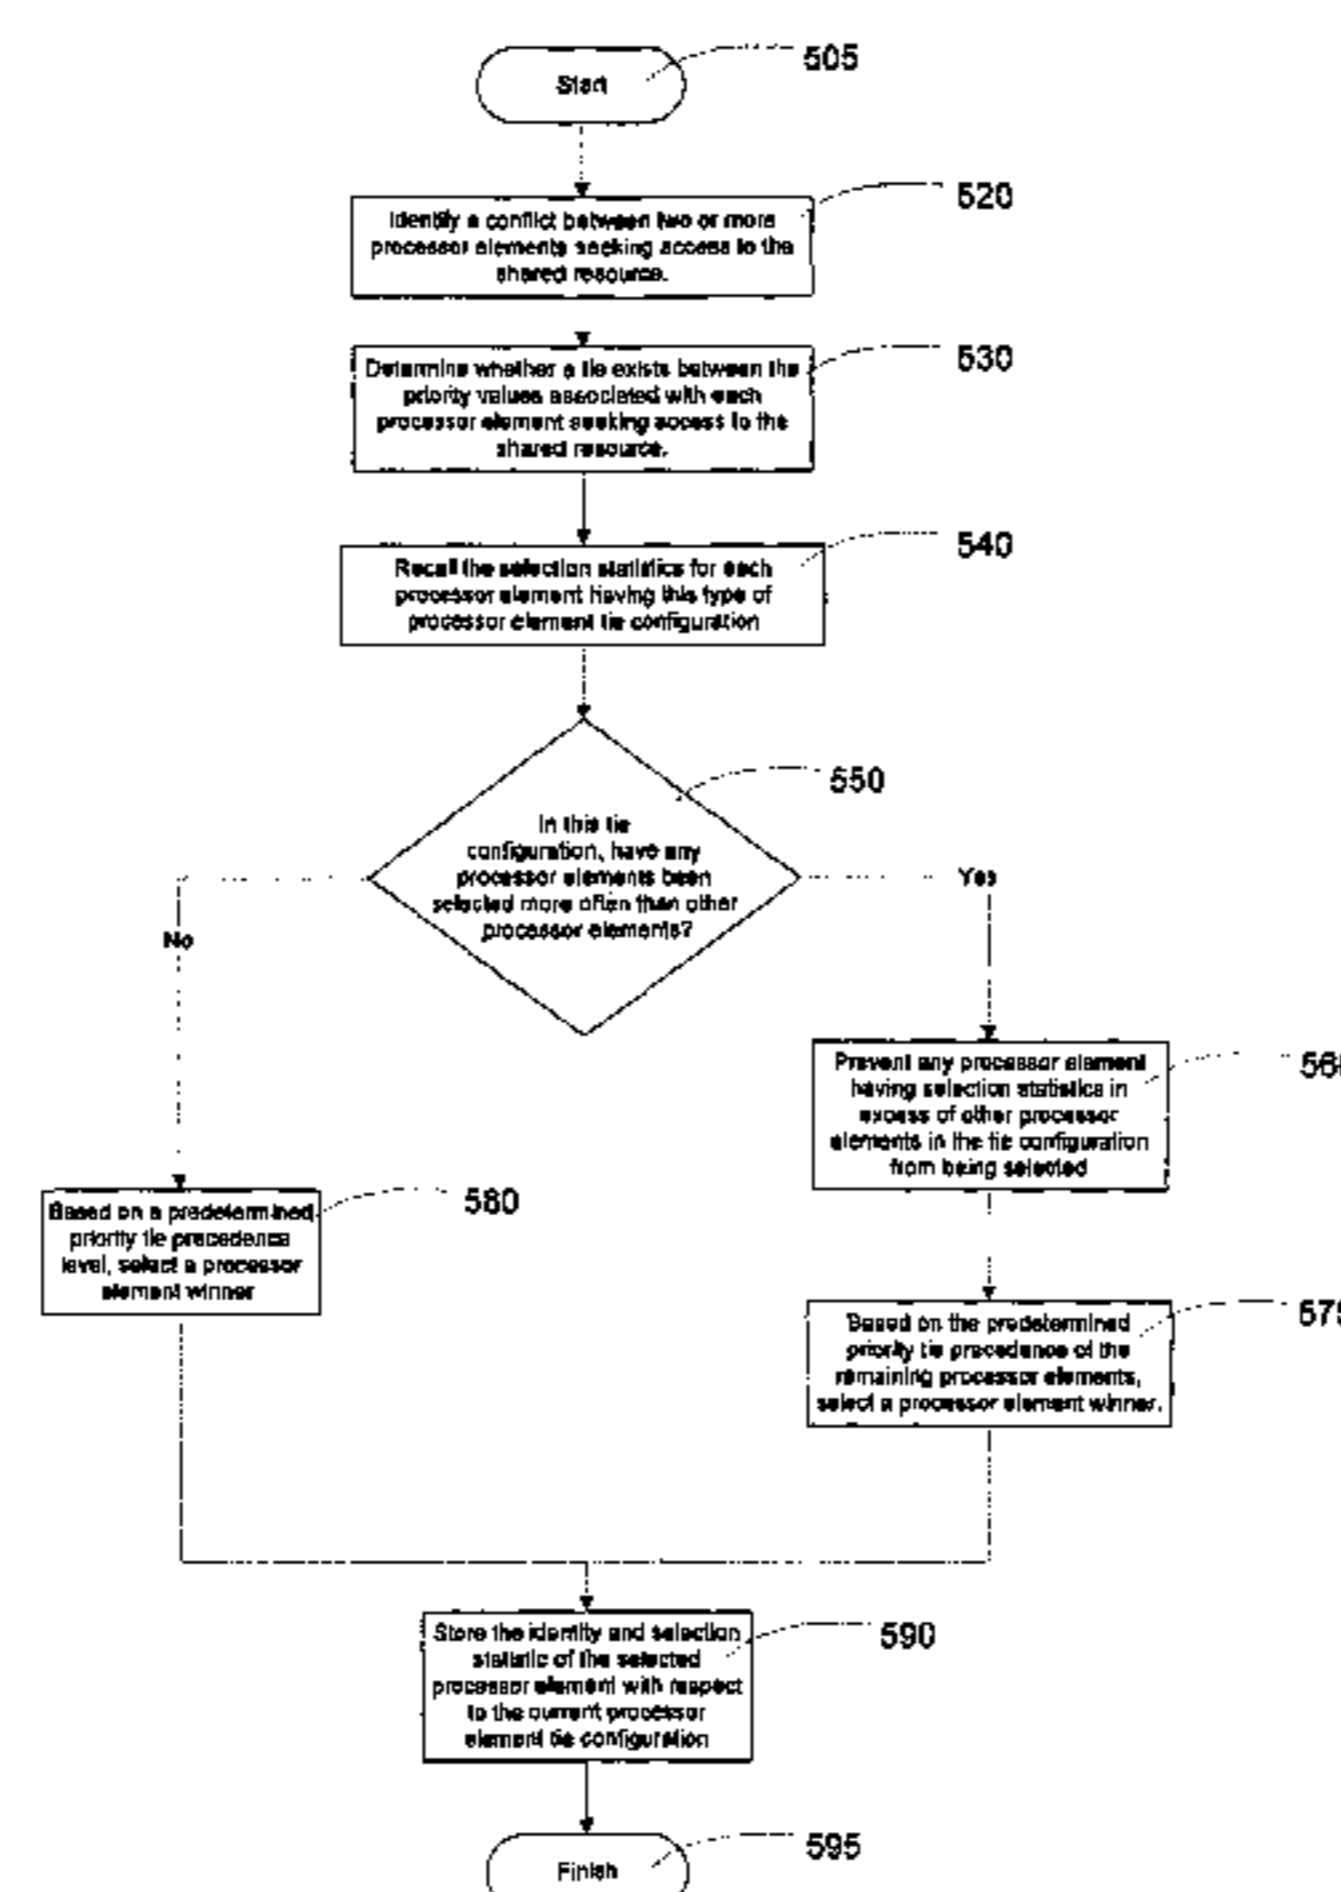 Start
505
Identify a conflict between two or more
processor elements seeking access to the
shared resource.
520
Determine whether a tie exists between the
priority values associated with each
processor element seeking access to the
shared resource.
530
Recall the selection statistics for each
processor element having this type of
processor element tie configuration
540
In this tie
configuration, have any
processor elements been
selected more often than other
processor elements?
550
Yes
No
Prevent any processor element
having selection statistics in
excess of other processor
elements in the tie configuration
from being selected
Based on a predetermined
priority tie precedence
level, select a processor
element winner
580
Based on the predetermined
priority tie precedence of the
remaining processor elements,
select a processor element winner.
Store the identity and selection
statistic of the selected
processor element with respect
to the current processor
element tie configuration
590
Finish
595